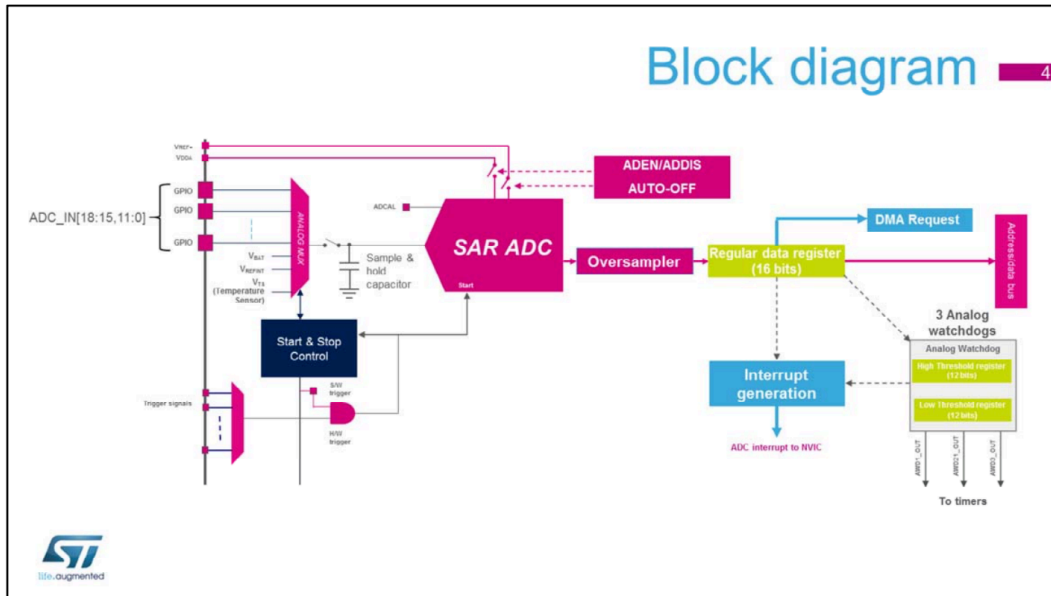 Block diagram
4
VREF+
VDDA
ADEN/ADDIS
AUTO-OFF
ADC_IN[18:15,11:0]
GPIO
GPIO
GPIO
ANALOG MUX
ADCAL
SAR ADC
Start
Oversampler
Regular data register
(16 bits)
DMA Request
Address/data bus
VBAT
VREFINT
VTS
(Temperature
Sensor)
Sample &
hold
capacitor
Start & Stop
Control
S/W
trigger
H/W
trigger
Trigger signals
Interrupt
generation
ADC interrupt to NVIC
3 Analog
watchdogs
Analog Watchdog
High Threshold register
(12 bits)
Low Threshold register
(12 bits)
AWD1_OUT
AWD21_OUT
AWD3_OUT
To timers
ST
life.augmented